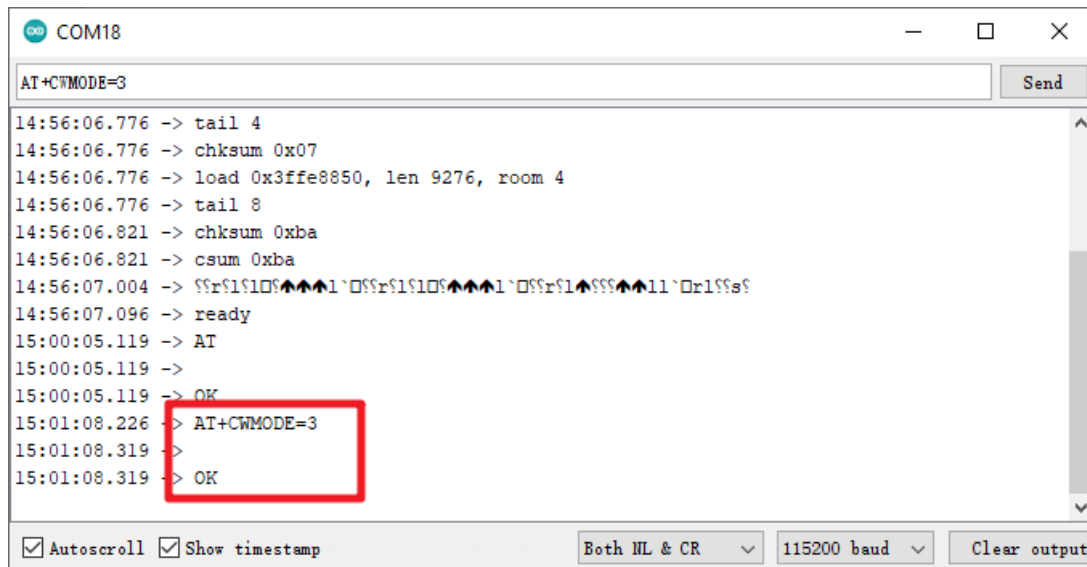 COM18
AT+CWMODE=3
Send
14:56:06.776 -> tail 4
14:56:06.776 -> chksum 0x07
14:56:06.776 -> load 0x3ffe8850, len 9276, room 4
14:56:06.776 -> tail 8
14:56:06.821 -> chksum 0xba
14:56:06.821 -> csum 0xba
14:56:07.004 ->
14:56:07.096 -> ready
15:00:05.119 -> AT
15:00:05.119 ->
15:00:05.119 -> OK
15:01:08.226 -> AT+CWMODE=3
15:01:08.319 ->
15:01:08.319 -> OK
Autoscroll Show timestamp Both NL & CR 115200 baud Clear output